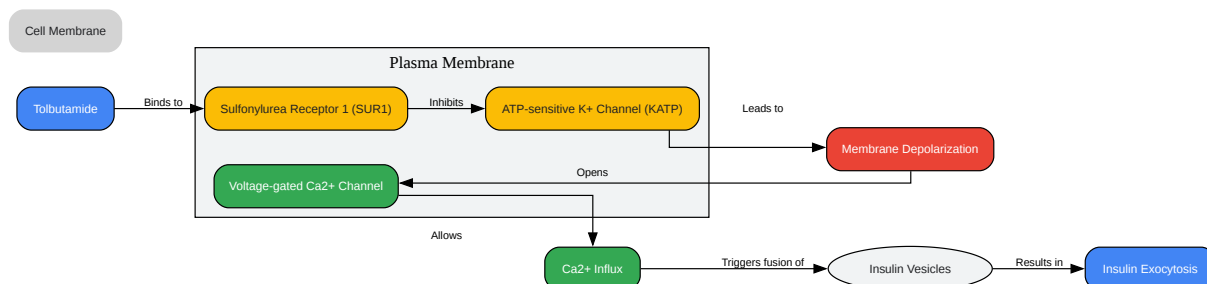 Cell Membrane
Plasma Membrane
Tolbutamide
Binds to
Sulfonylurea Receptor 1 (SUR1)
Inhibits
ATP-sensitive K+ Channel (KATP)
Leads to
Membrane Depolarization
Opens
Voltage-gated Ca2+ Channel
Allows
Ca2+ Influx
Triggers fusion of
Insulin Vesicles
Results in
Insulin Exocytosis